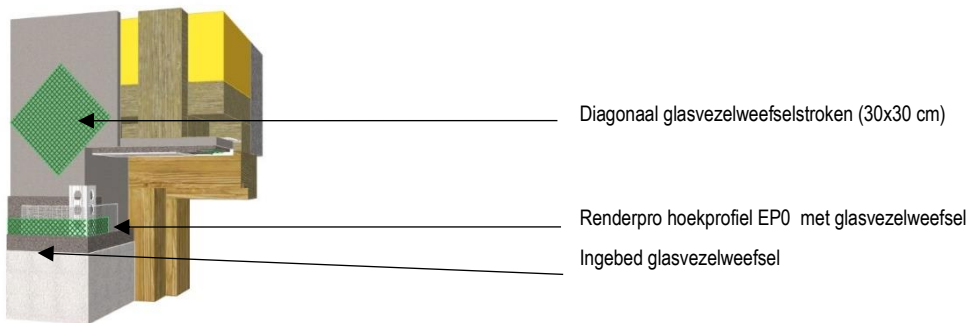 Diagonaal glasvezelweefselstroken (30x30 cm)
Renderpro hoekprofiel EP0 met glasvezelweefsel
Ingebed glasvezelweefsel